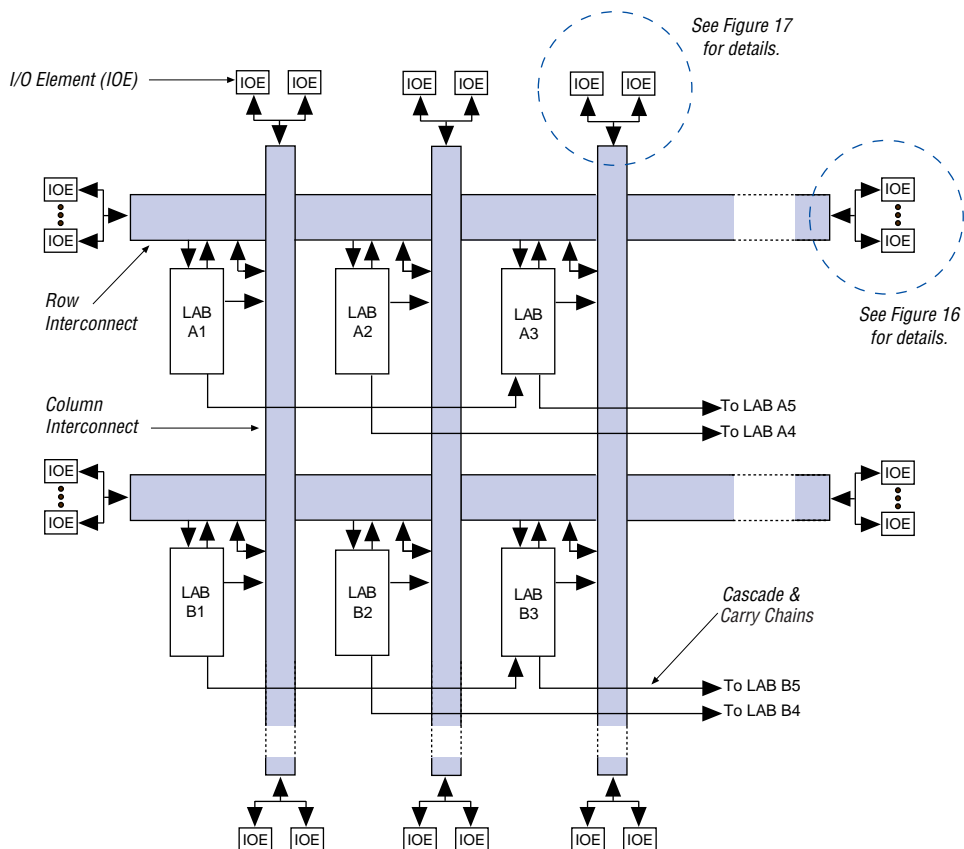 See Figure 17
for details.
I/O Element (IOE)
IOE IOE IOE IOE IOE IOE
IOE IOE
IOE IOE
Row
Interconnect
LAB
A1
LAB
A2
LAB
A3
See Figure 16
for details.
Column
Interconnect
To LAB A5
To LAB A4
IOE IOE
IOE IOE
LAB
B1
LAB
B2
LAB
B3
Cascade &
Carry Chains
To LAB B5
To LAB B4
IOE IOE IOE IOE IOE IOE